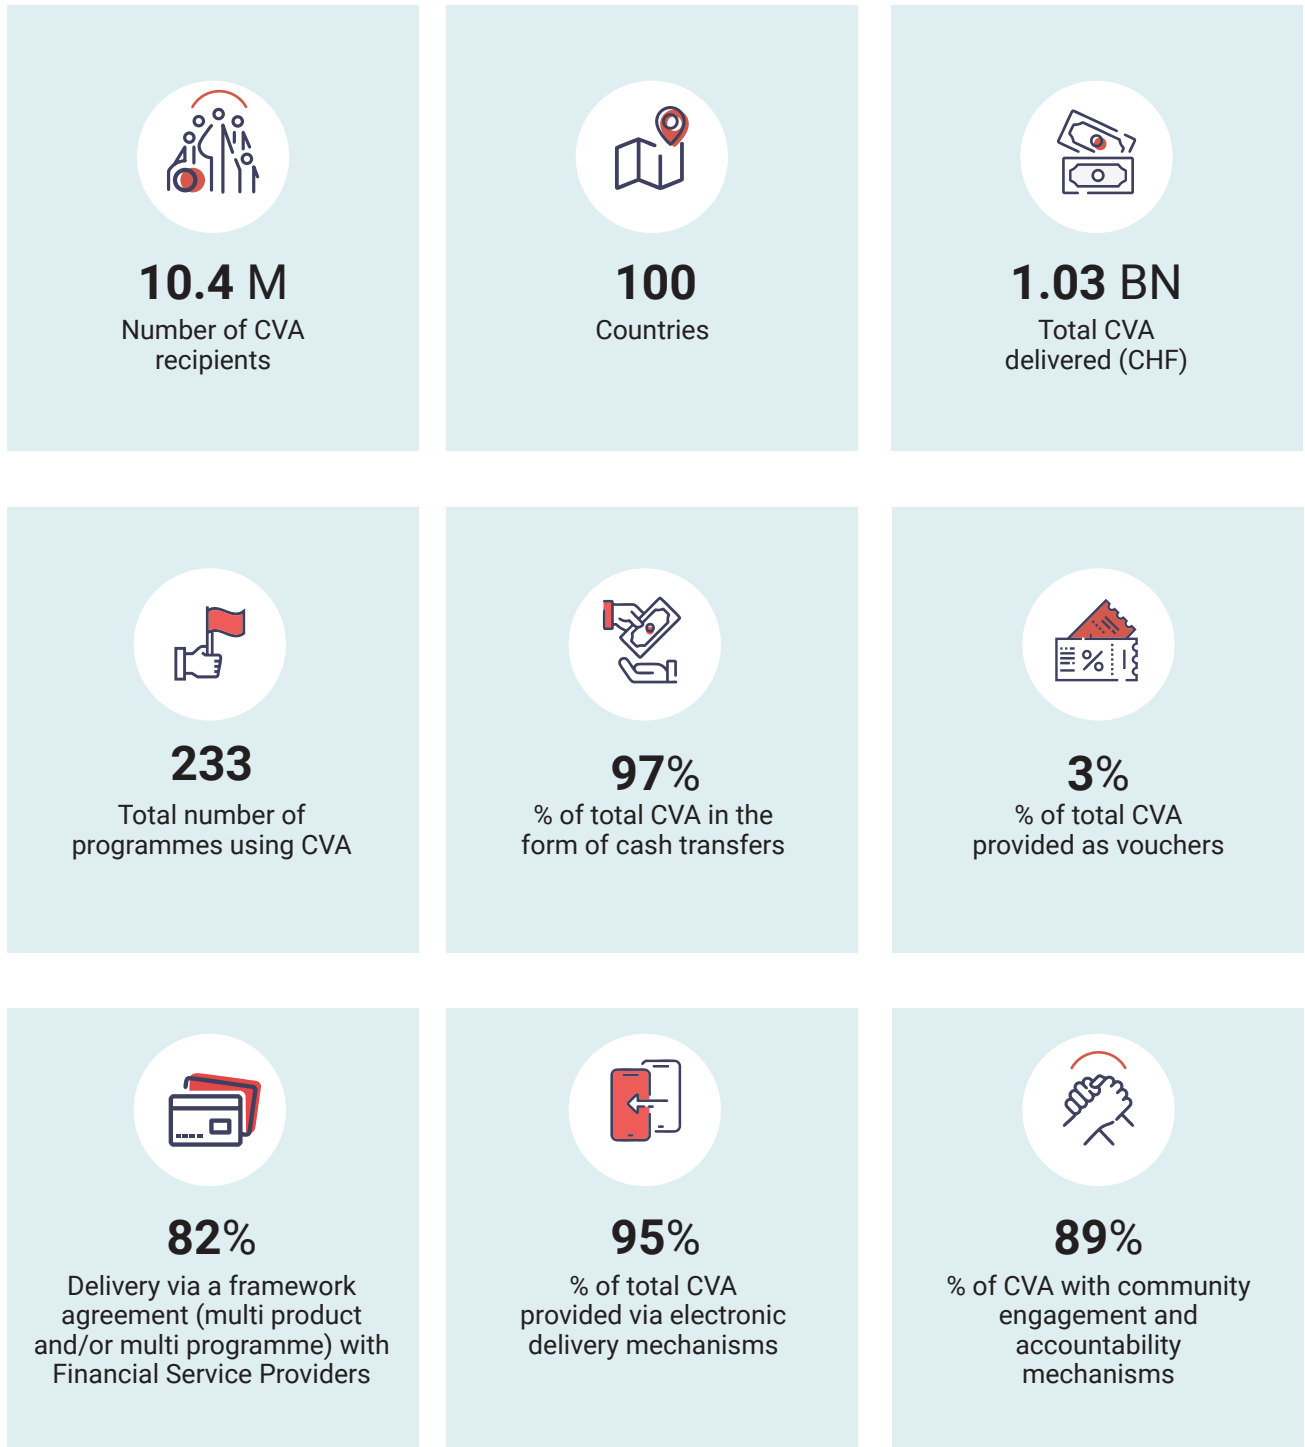 10.4 M
Number of CVA
recipients
100
Countries
1.03 BN
Total CVA
delivered (CHF)
233
Total number of
programmes using CVA
97%
% of total CVA in the
form of cash transfers
3%
% of total CVA
provided as vouchers
82%
Delivery via a framework
agreement (multi product
and/or multi programme) with
Financial Service Providers
95%
% of total CVA
provided via electronic
delivery mechanisms
89%
% of CVA with community
engagement and
accountability
mechanisms